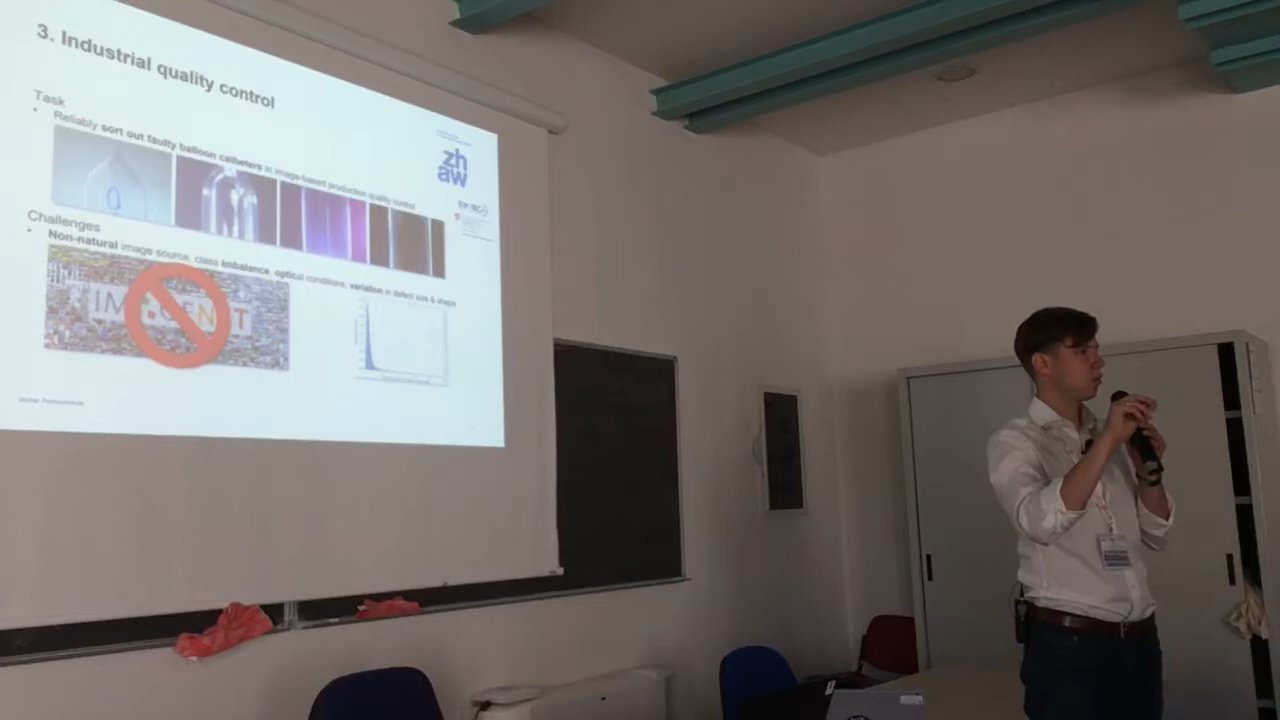 3. Industrial quality control
Task
• Reliably sort out faulty balloon catheters in image-based production quality control
zh
aw
Challenges
• Non-natural image source, class imbalance, optical conditions, variation in defect size & shape